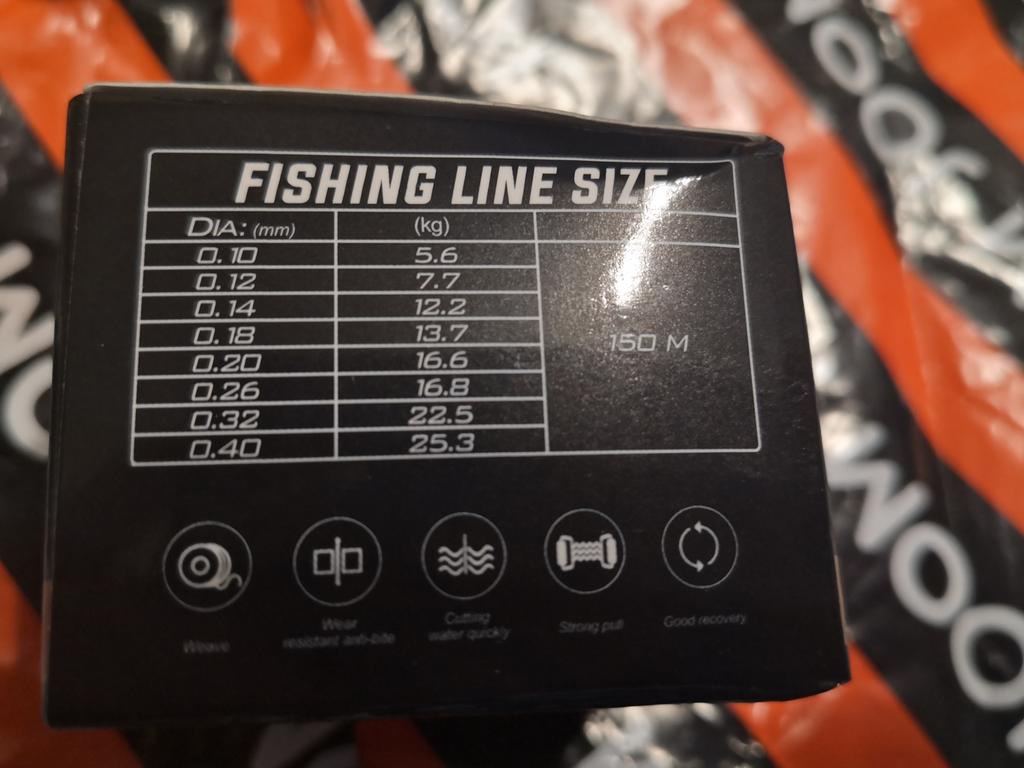 FISHING LINE SIZE
DIA: (mm) (kg)
0.10 5.6
0.12 7.7
0.14 12.2
0.18 13.7
0.20 16.6
0.26 16.8
0.32 22.5
0.40 25.3
150 M
Weave
Wear
resistant anti-bite
Cutting
water quickly
Strong pull
Good recovery